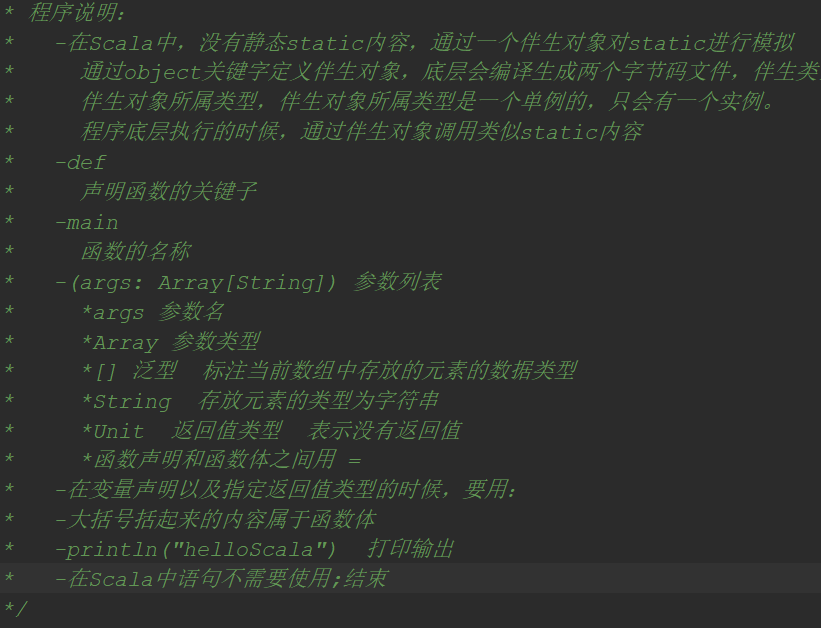 * 程序说明:
* -在Scala中，没有静态static内容，通过一个伴生对象对static进行模拟
* 通过object关键字定义伴生对象，底层会编译生成两个字节码文件，伴生类
* 伴生对象所属类型，伴生对象所属类型是一个单例的，只会有一个实例。
* 程序底层执行的时候，通过伴生对象调用类似static内容
* -def
* 声明函数的关键子
* -main
* 函数的名称
* -(args: Array[String]) 参数列表
* *args 参数名
* *Array 参数类型
* *[] 泛型 标注当前数组中存放的元素的数据类型
* *String 存放元素的类型为字符串
* *Unit 返回值类型 表示没有返回值
* *函数声明和函数体之间用 =
* -在变量声明以及指定返回值类型的时候，要用:
* -大括号括起来的内容属于函数体
* -println("helloScala") 打印输出
* -在Scala中语句不需要使用;结束
*/